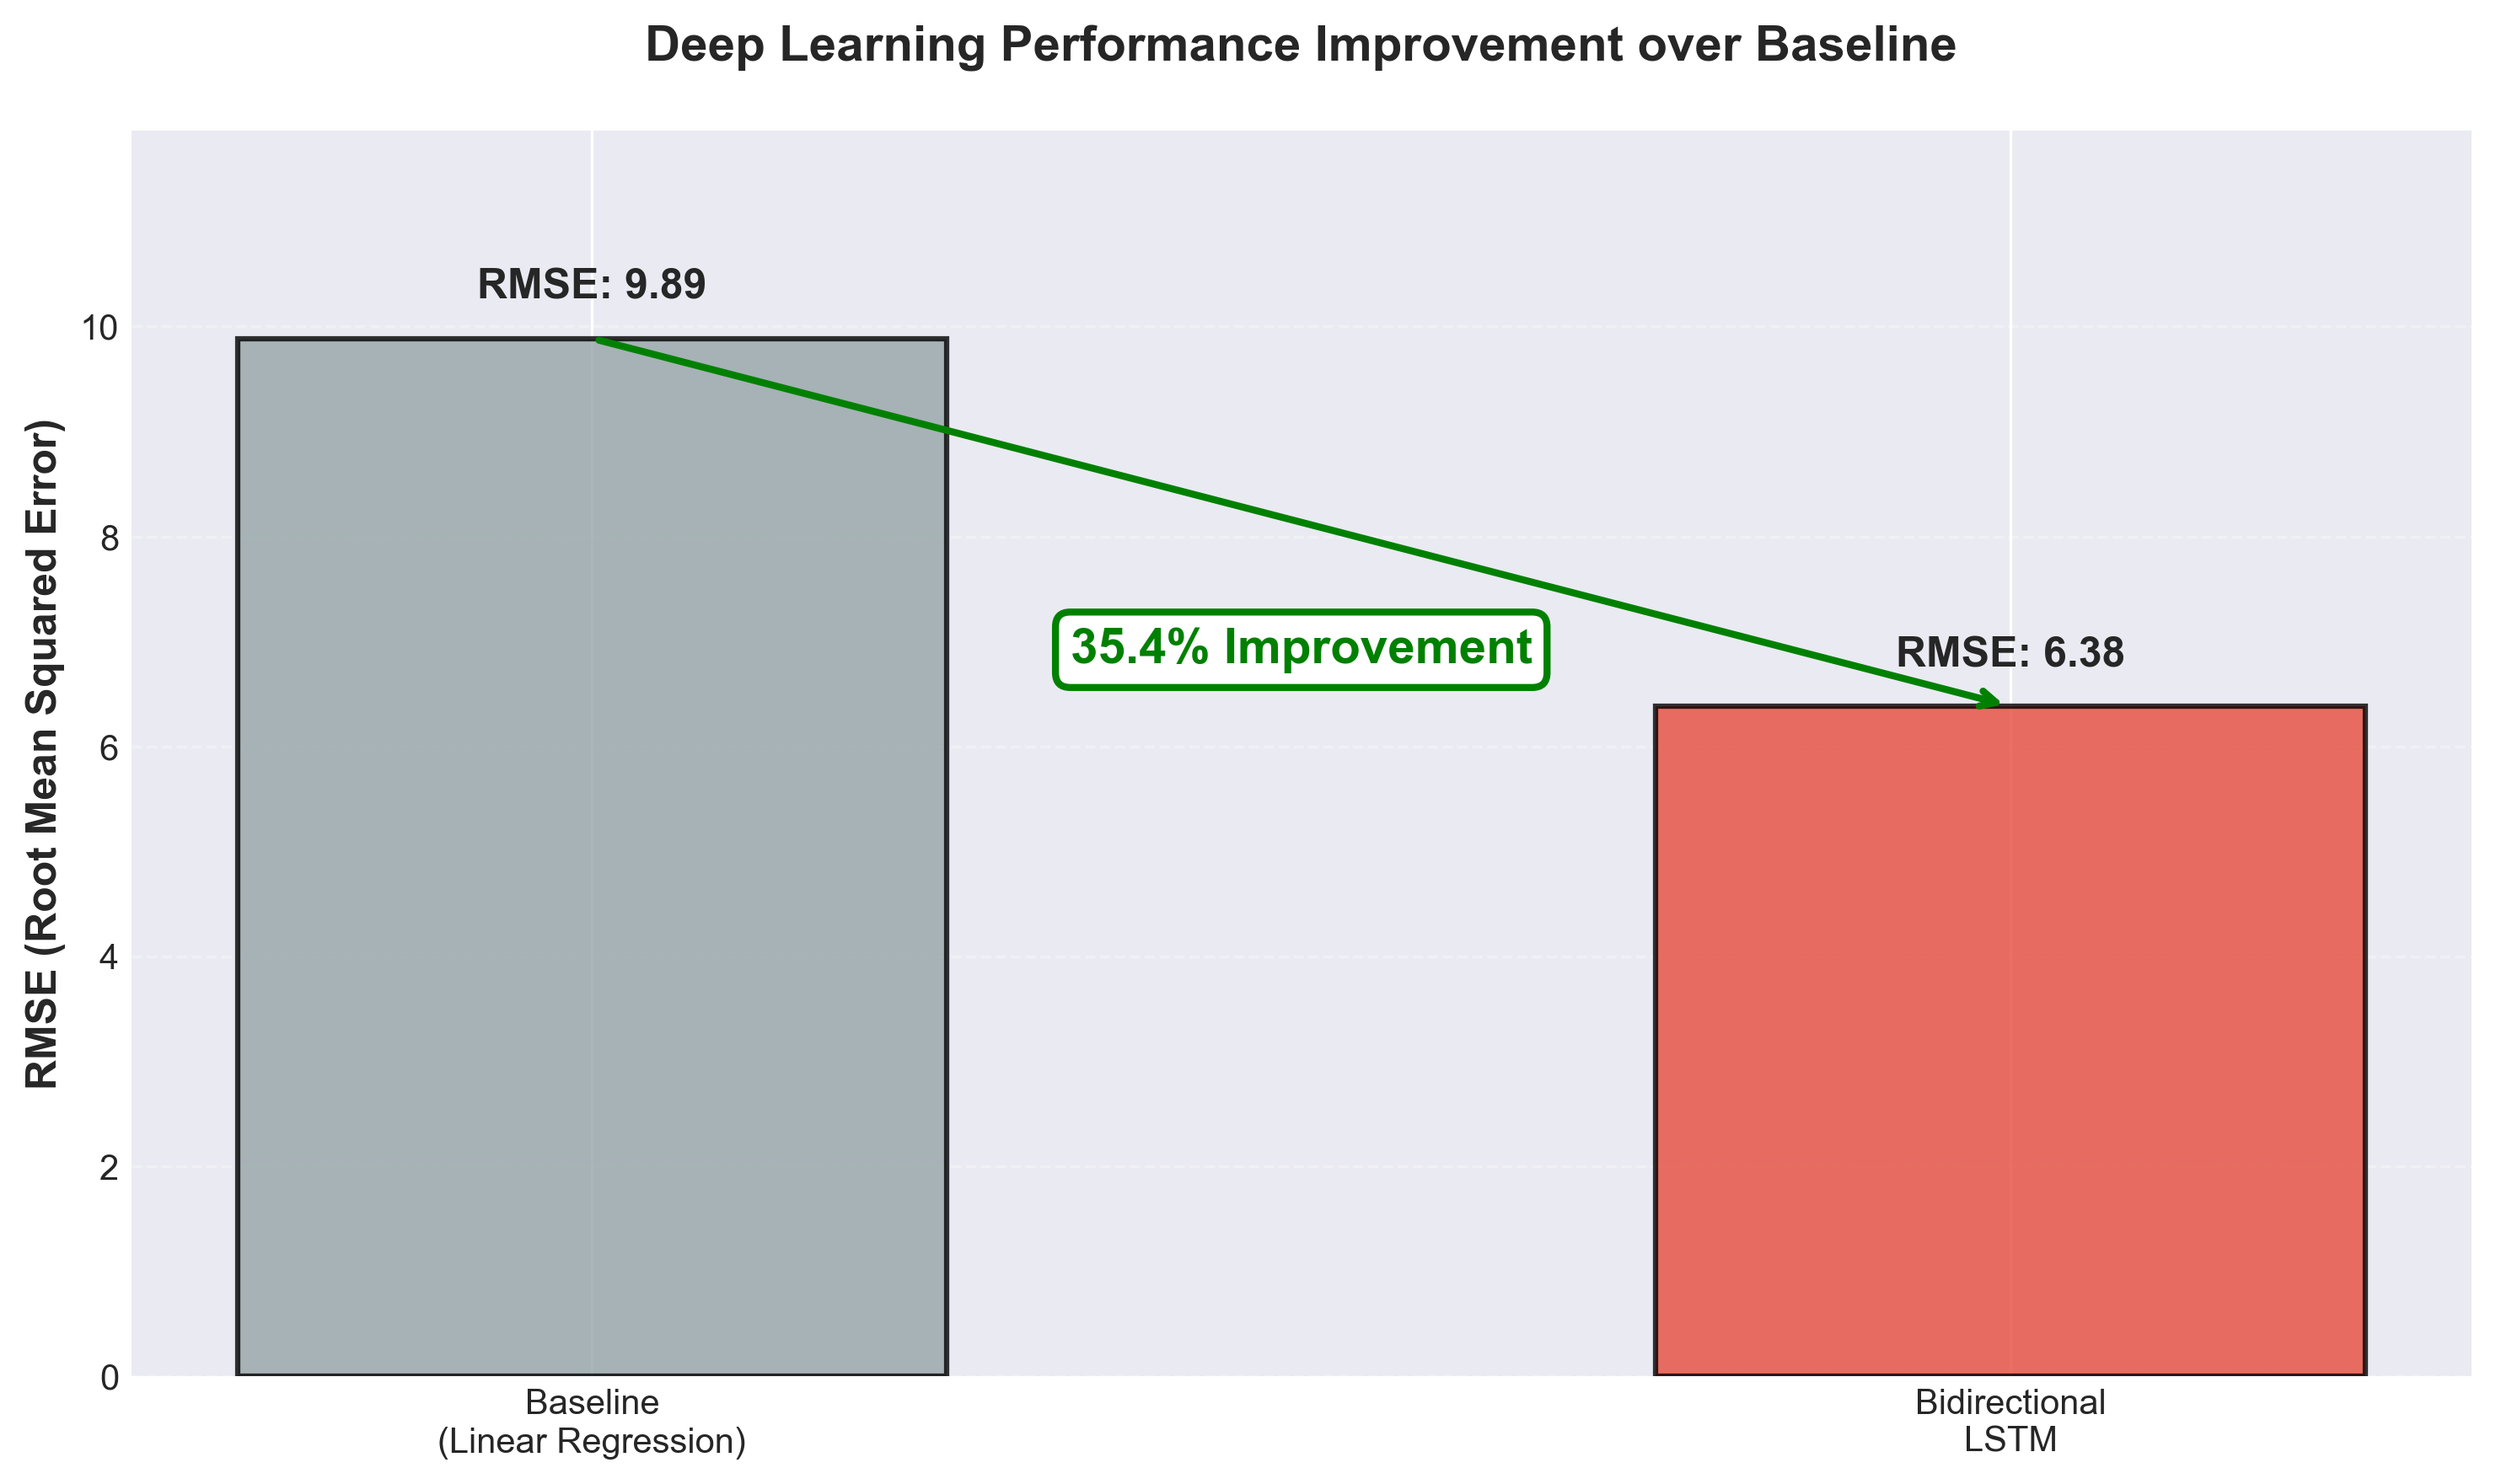 Deep Learning Performance Improvement over Baseline
RMSE (Root Mean Squared Error)
10
8
6
4
2
0
RMSE: 9.89
35.4% Improvement
RMSE: 6.38
Baseline
(Linear Regression)
Bidirectional
LSTM